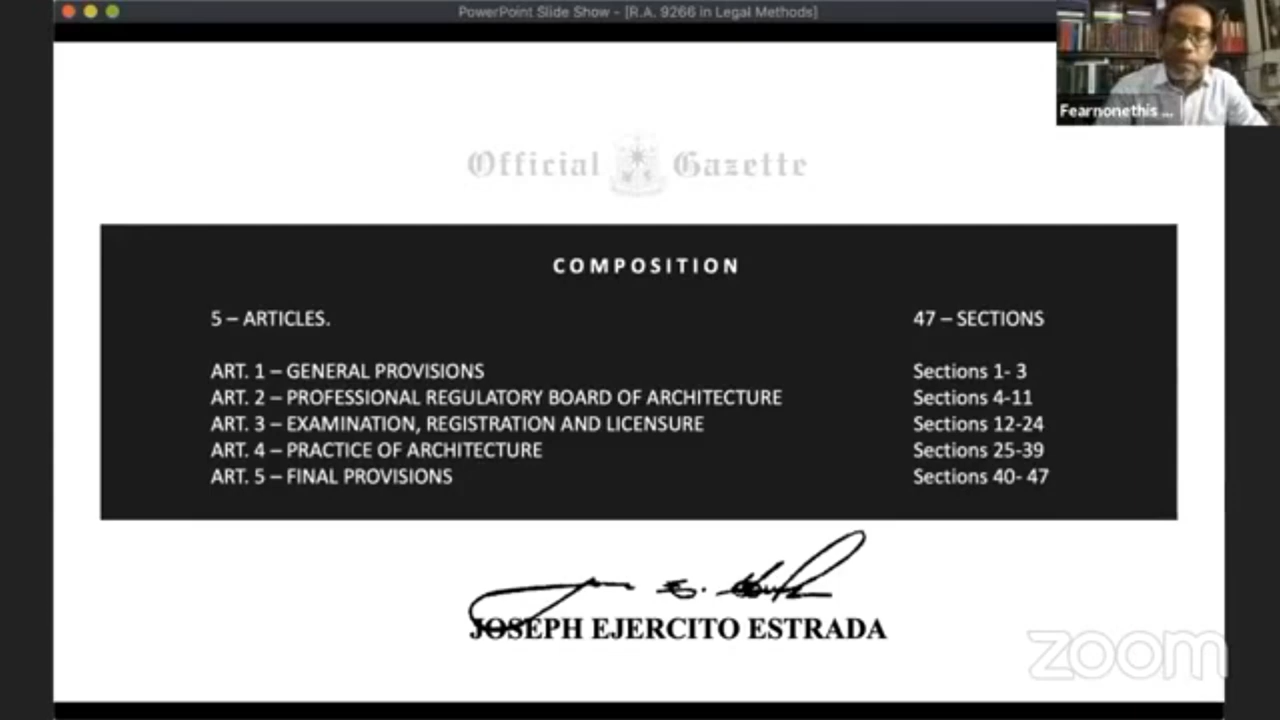 PowerPoint Slide Show - [R.A. 9266 in Legal Methods]
Fearnonethis ...
Official Gazette
COMPOSITION
5 – ARTICLES. 47 – SECTIONS
ART. 1 – GENERAL PROVISIONS Sections 1- 3
ART. 2 – PROFESSIONAL REGULATORY BOARD OF ARCHITECTURE Sections 4-11
ART. 3 – EXAMINATION, REGISTRATION AND LICENSURE Sections 12-24
ART. 4 – PRACTICE OF ARCHITECTURE Sections 25-39
ART. 5 – FINAL PROVISIONS Sections 40- 47
JOSEPH EJERCITO ESTRADA
zoom